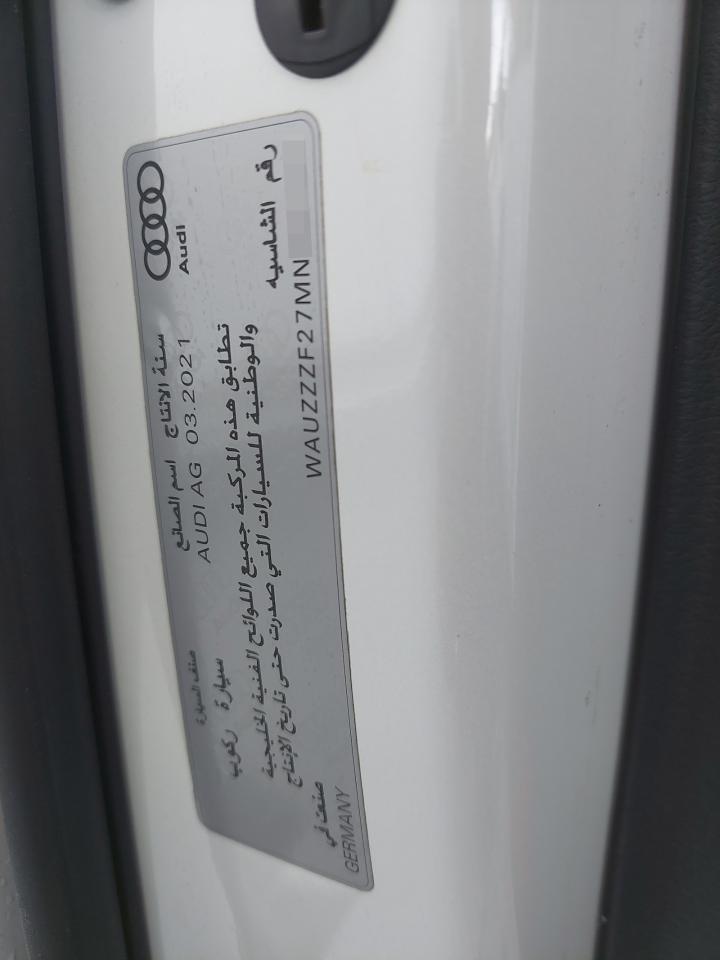 Audi
سنة الانتاج
03.2021
اسم الصانع
AUDI AG
صنف السيارة
سيارة ركوب
تطابق هذه المركبة جميع اللوائح الفنية الخليجية
والوطنية للسيارات التي صدرت حتى تاريخ الإنتاج
رقم الشاسيه
WAUZZZF27MN
صنعت في
GERMANY